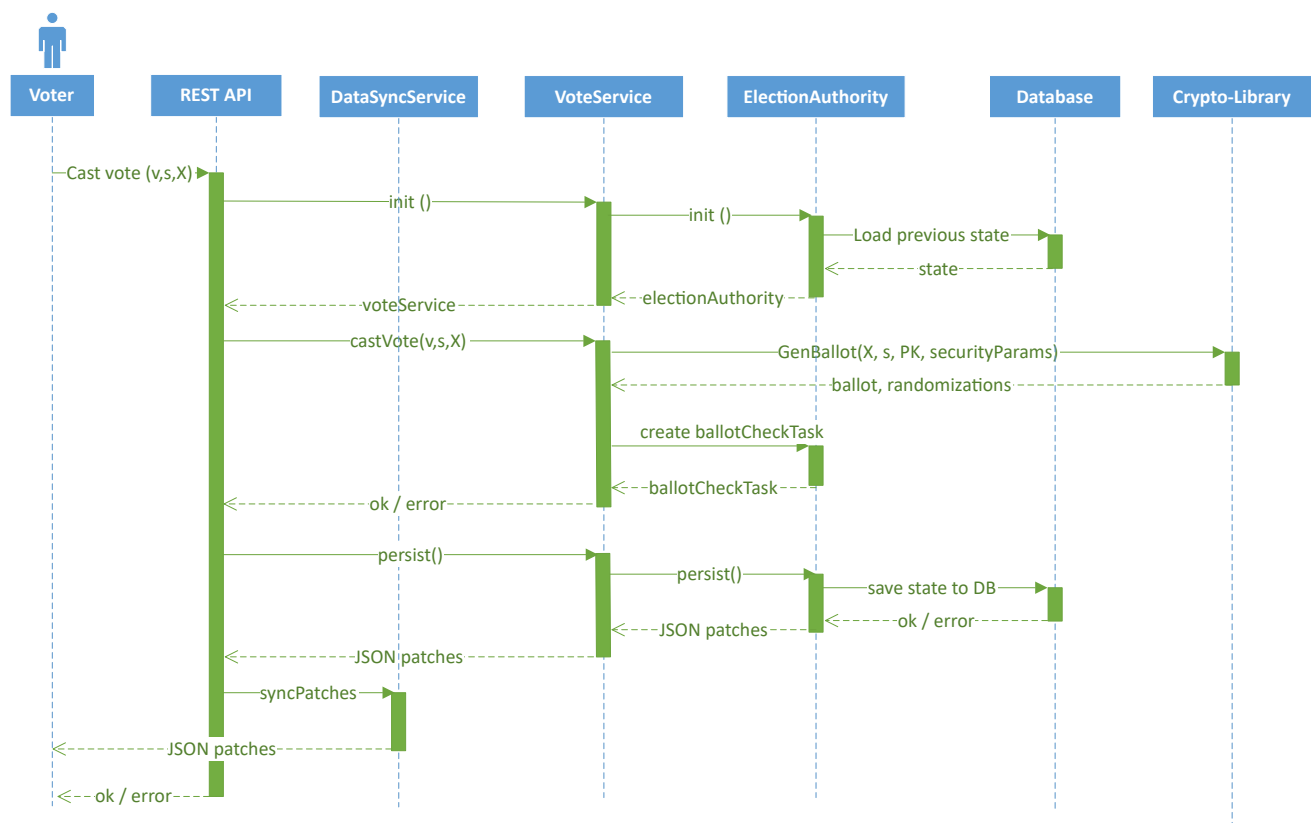 Voter
REST API
DataSyncService
VoteService
ElectionAuthority
Database
Crypto-Library
Cast vote (v,s,X)
init ()
init ()
Load previous state
state
electionAuthority
voteService
castVote(v,s,X)
GenBallot(X, s, PK, securityParams)
ballot, randomizations
create ballotCheckTask
ballotCheckTask
ok / error
persist()
persist()
save state to DB
ok / error
JSON patches
JSON patches
syncPatches
JSON patches
ok / error